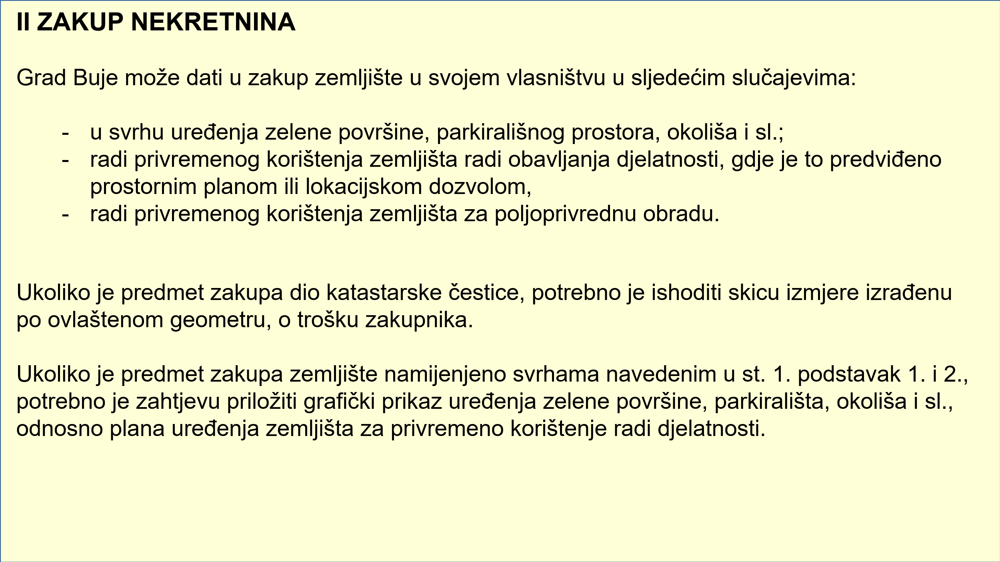 II ZAKUP NEKRETNINA
Grad Buje može dati u zakup zemljište u svojem vlasništvu u sljedećim slučajevima:
- u svrhu uređenja zelene površine, parkirališnog prostora, okoliša i sl.;
- radi privremenog korištenja zemljišta radi obavljanja djelatnosti, gdje je to predviđeno
prostornim planom ili lokacijskom dozvolom,
- radi privremenog korištenja zemljišta za poljoprivrednu obradu.
Ukoliko je predmet zakupa dio katastarske čestice, potrebno je ishoditi skicu izmjere izrađenu
po ovlaštenom geometru, o trošku zakupnika.
Ukoliko je predmet zakupa zemljište namijenjeno svrhama navedenim u st. 1. podstavak 1. i 2.,
potrebno je zahtjevu priložiti grafički prikaz uređenja zelene površine, parkirališta, okoliša i sl.,
odnosno plana uređenja zemljišta za privremeno korištenje radi djelatnosti.